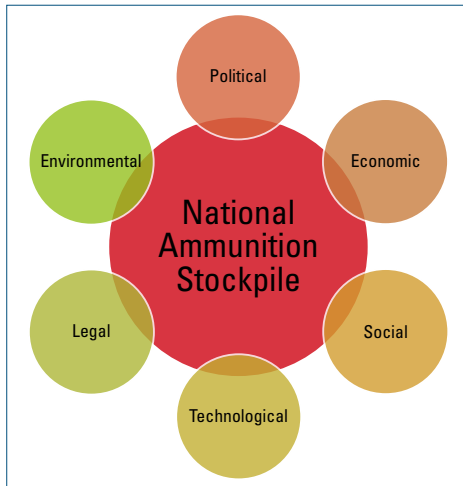 Political
Environmental
Economic
National
Ammunition
Stockpile
Legal
Social
Technological